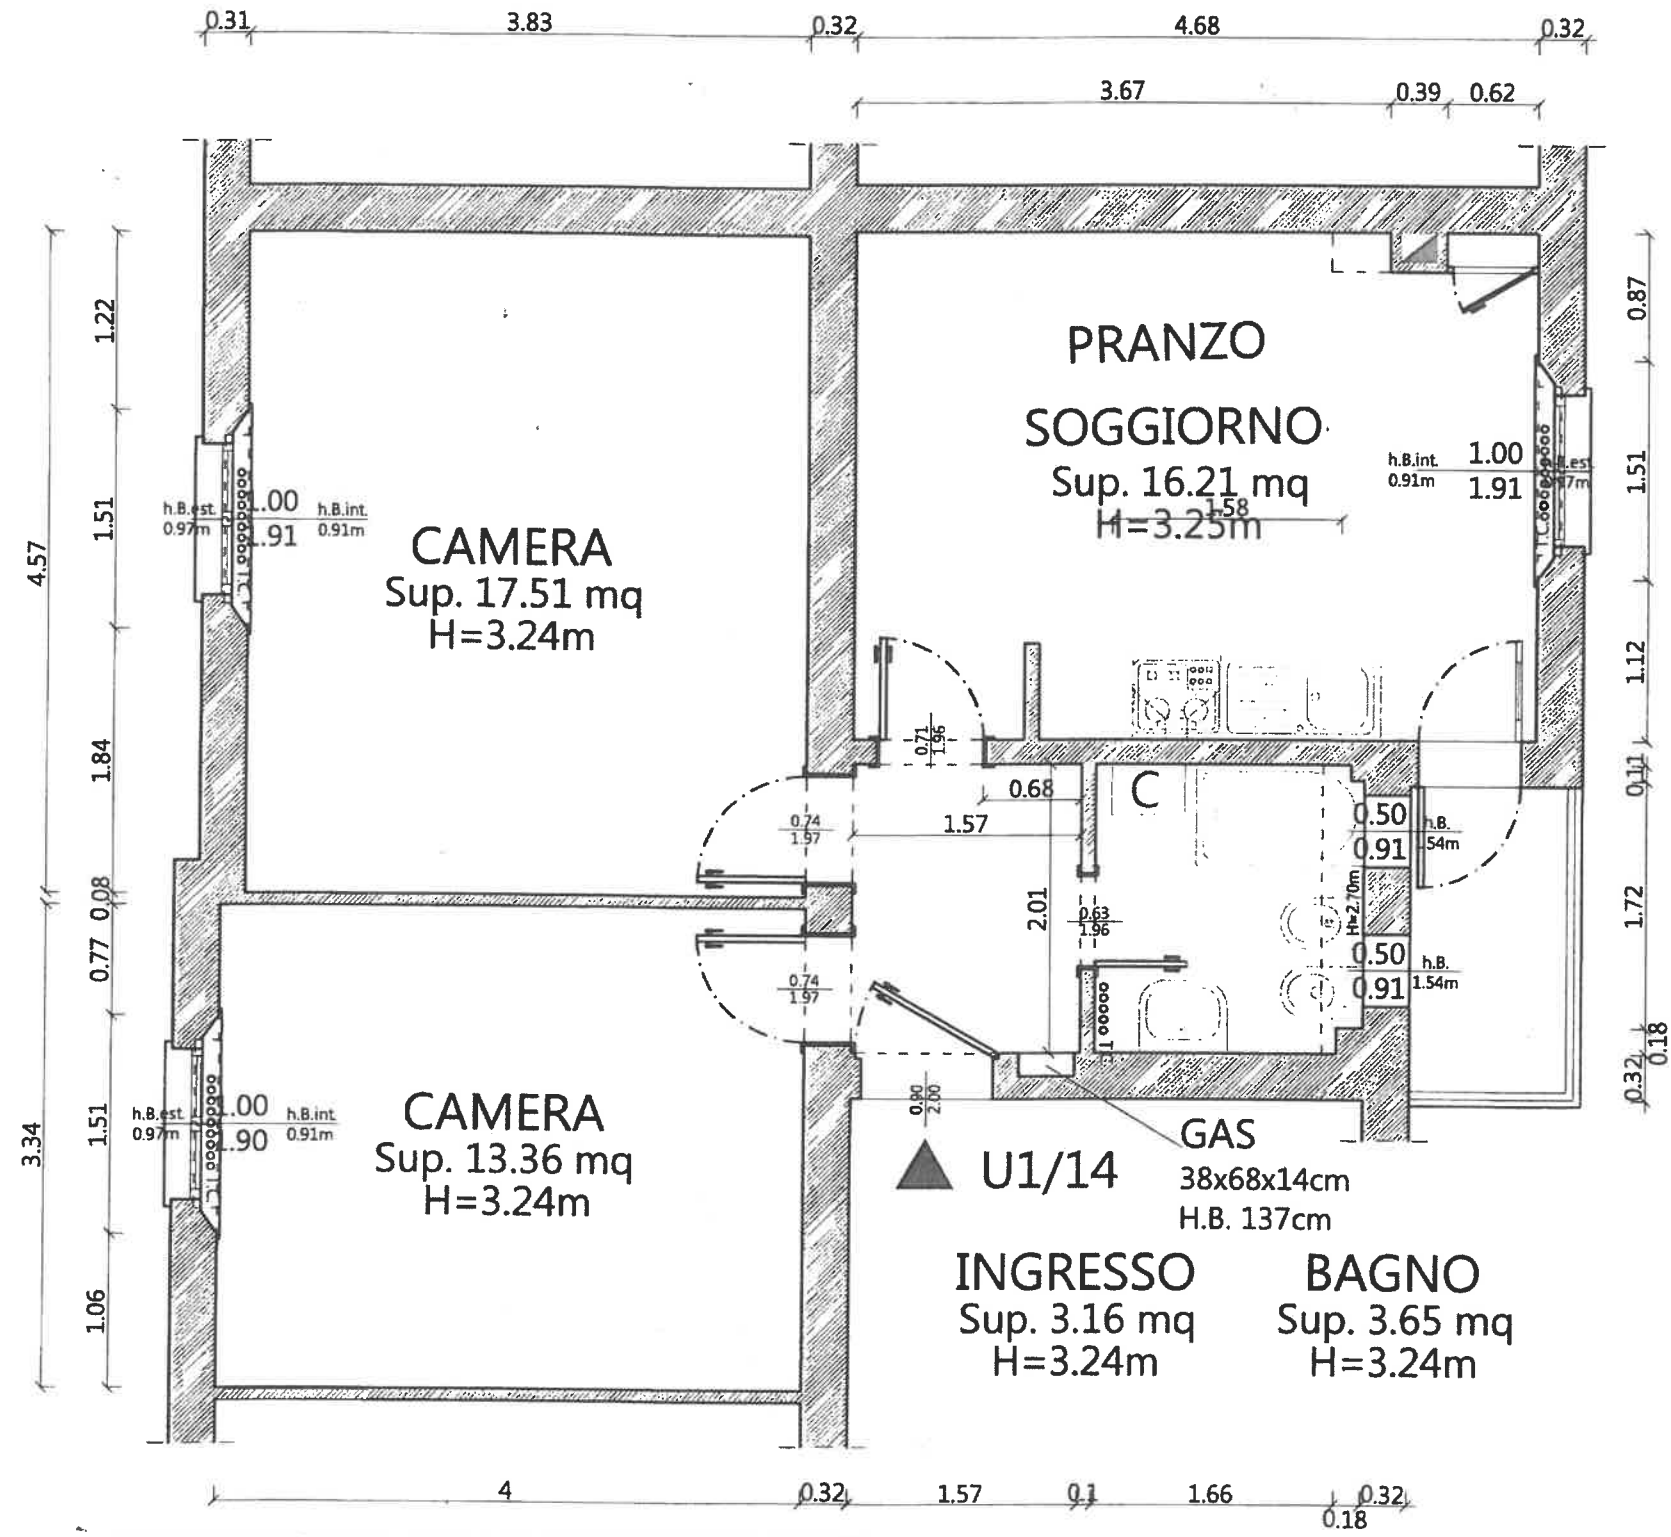 0.31 3.83 0.32 4.68 0.32
3.67 0.39 0.62
1.22
1.51
4.57
1.84
0.08
0.77
1.51
3.34
1.06
0.87
1.51
1.12
0.11
1.72
0.18
0.32
PRANZO
SOGGIORNO
Sup. 16.21 mq
1.58
H=3.25m
h.B.int.
0.91m
1.00
1.91
T.C.
h.B.est.
0.97m
1.00
1.91
h.B.int.
0.91m
CAMERA
Sup. 17.51 mq
H=3.24m
0.71
1.96
0.68
1.57
C
0.74
1.97
2.01
0.63
1.96
0.50
0.91
h.B.
H=2.70m
0.50
0.91
h.B.
1.54m
0.74
1.97
0.90
2.00
h.B.est.
0.97m
1.00
1.90
h.B.int.
0.91m
CAMERA
Sup. 13.36 mq
H=3.24m
U1/14
GAS
38x68x14cm
H.B. 137cm
INGRESSO
Sup. 3.16 mq
H=3.24m
BAGNO
Sup. 3.65 mq
H=3.24m
4 0.32 1.57 0.1 1.66 0.32
0.18